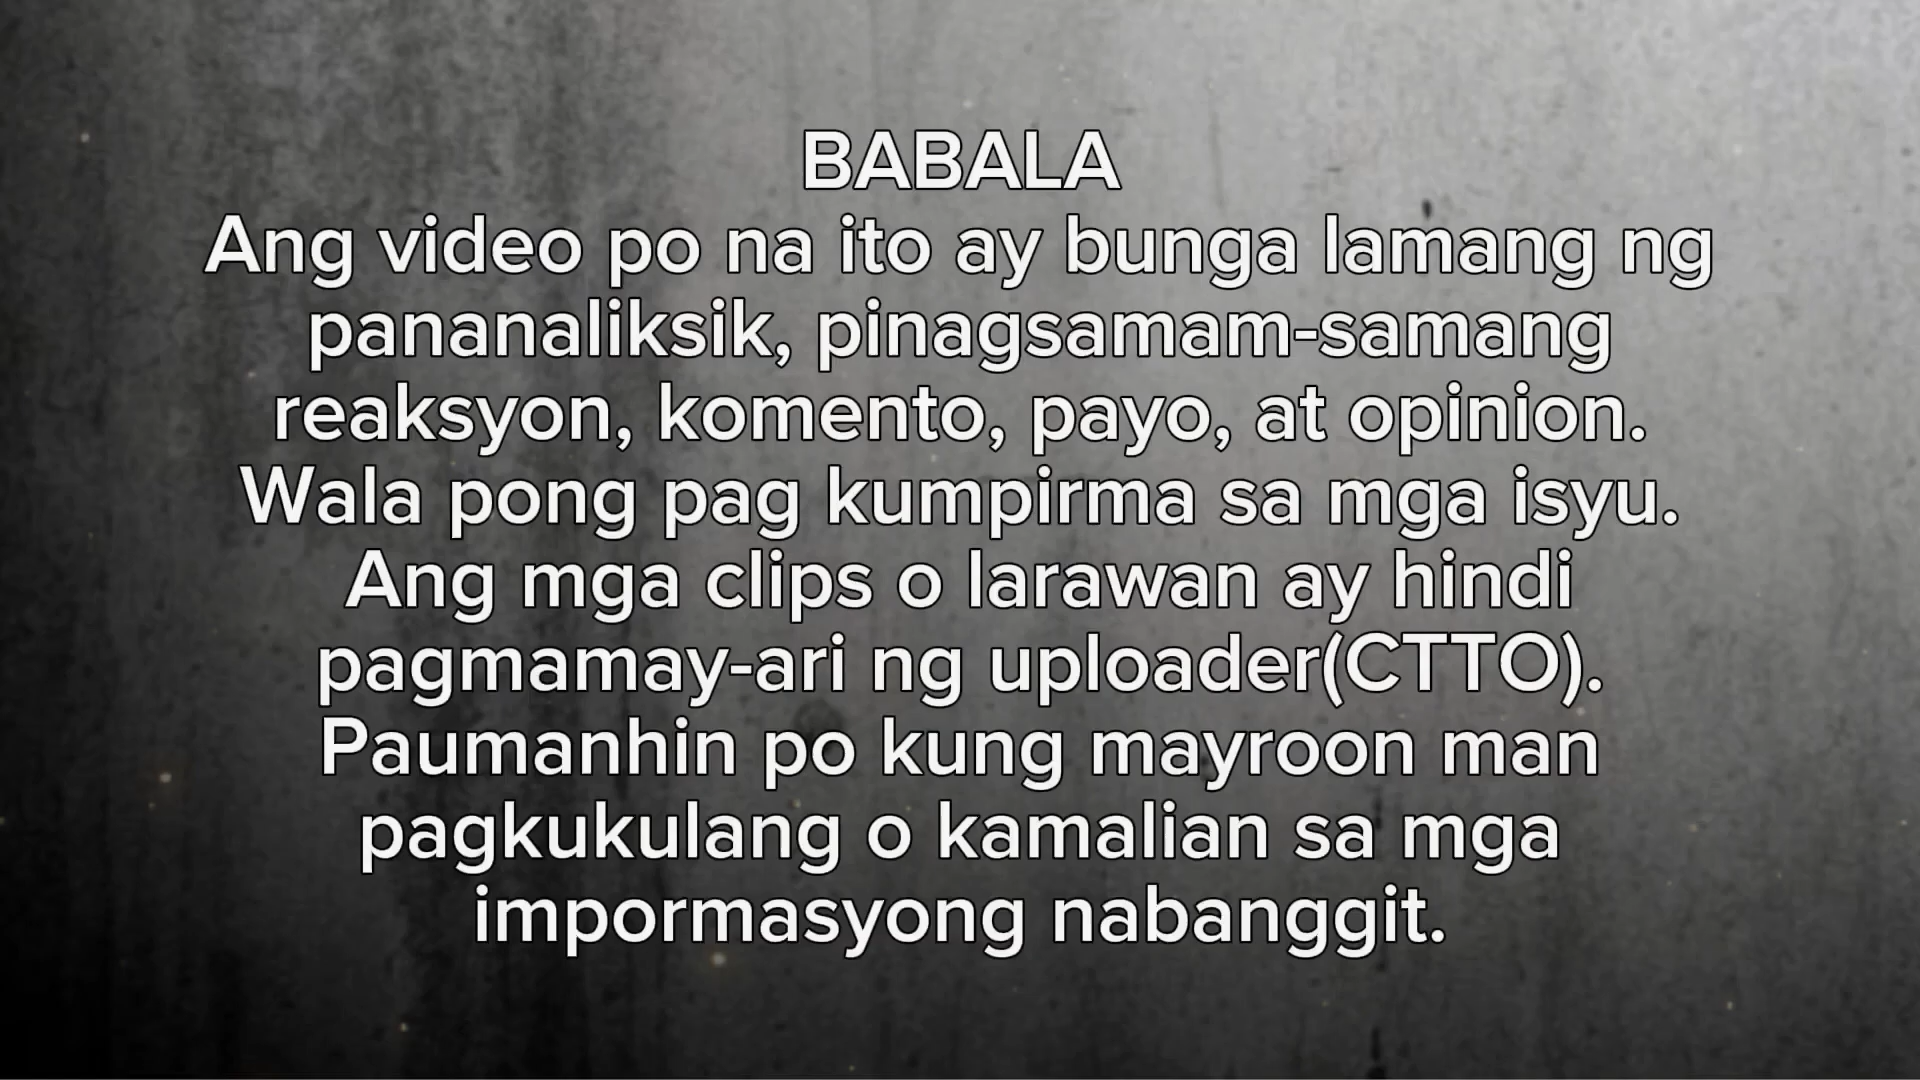 BABALA
Ang video po na ito ay bunga lamang ng
pananaliksik, pinagsamam-samang
reaksyon, komento, payo, at opinion.
Wala pong pag kumpirma sa mga isyu.
Ang mga clips o larawan ay hindi
pagmamay-ari ng uploader(CTTO).
Paumanhin po kung mayroon man
pagkukulang o kamalian sa mga
impormasyong nabanggit.